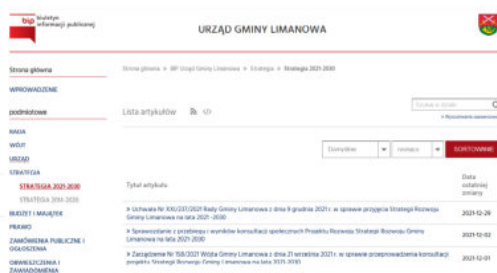 bip
biuletyn
informacji publicznej
URZĄD GMINY LIMANOWA
Strona główna
Strona główna > BIP Urząd Gminy Limanowa > Strategia > Strategia 2021-2030
WPROWADZENIE
podmiotowe
Lista artykułów
Szukaj w dziale
» Wyszukiwanie zaawansowane
RADA
WÓJT
URZĄD
Domyślnie
rosnąco
SORTOWANIE
STRATEGIA
STRATEGIA 2021-2030
STRATEGIA 2014-2020
BUDŻET I MAJĄTEK
PRAWO
ZAMÓWIENIA PUBLICZNE I
OGŁOSZENIA
OBWIESZCZENIA I
ZAWIADOMIENIA
Tytuł artykułu
Data
ostatniej
zmiany
» Uchwała Nr XXI/237/2021 Rady Gminy Limanowa z dnia 9 grudnia 2021 r. w sprawie przyjęcia Strategii Rozwoju
Gminy Limanowa na lata 2021 -2030
2021-12-28
» Sprawozdanie z przebiegu i wyników konsultacji społecznych Projektu Rozwoju Strategii Rozwoju Gminy
Limanowa na lata 2021-2030
2021-12-02
» Zarządzenie Nr 158/2021 Wójta Gminy Limanowa z dnia 21 września 2021 r. w sprawie przeprowadzenia konsultacji
projektu Strategii Rozwoju Gminy Limanowa na lata 2021-2030
2021-12-01